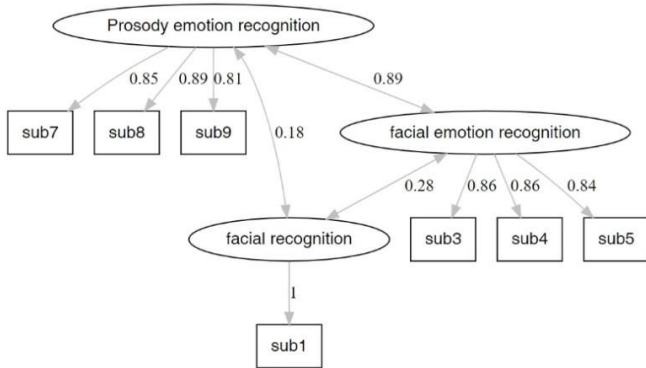 Prosody emotion recognition
0.85
0.89
0.81
0.89
sub7
sub8
sub9
0.18
facial emotion recognition
0.28
0.86
0.86
0.84
facial recognition
sub3
sub4
sub5
1
sub1